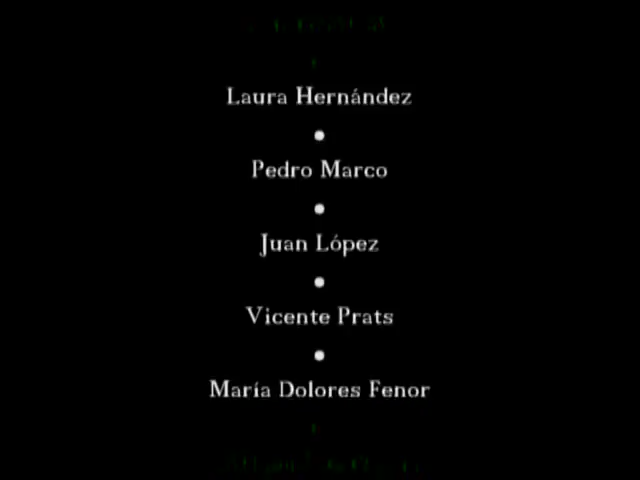 Laura Hernández
Pedro Marco
Juan López
Vicente Prats
María Dolores Fenor